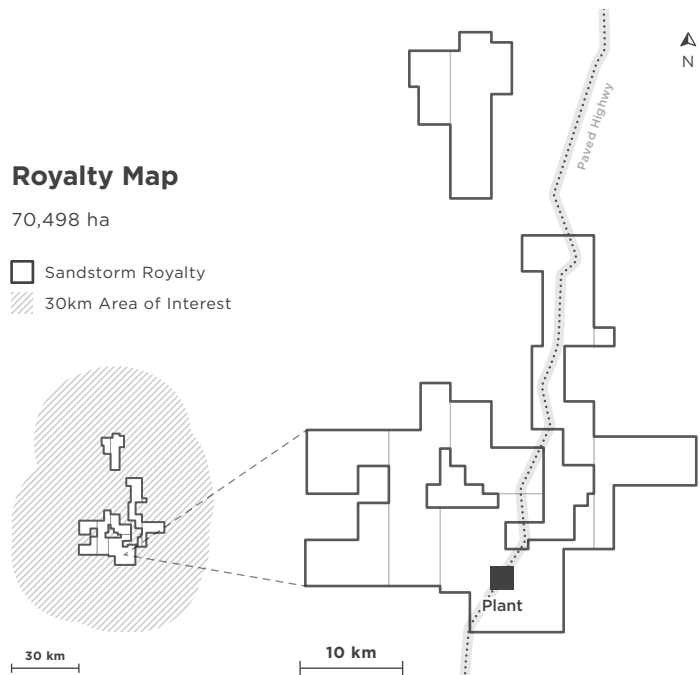 N
Paved Highwy
Royalty Map
70,498 ha
Sandstorm Royalty
30km Area of Interest
Plant
30 km
10 km